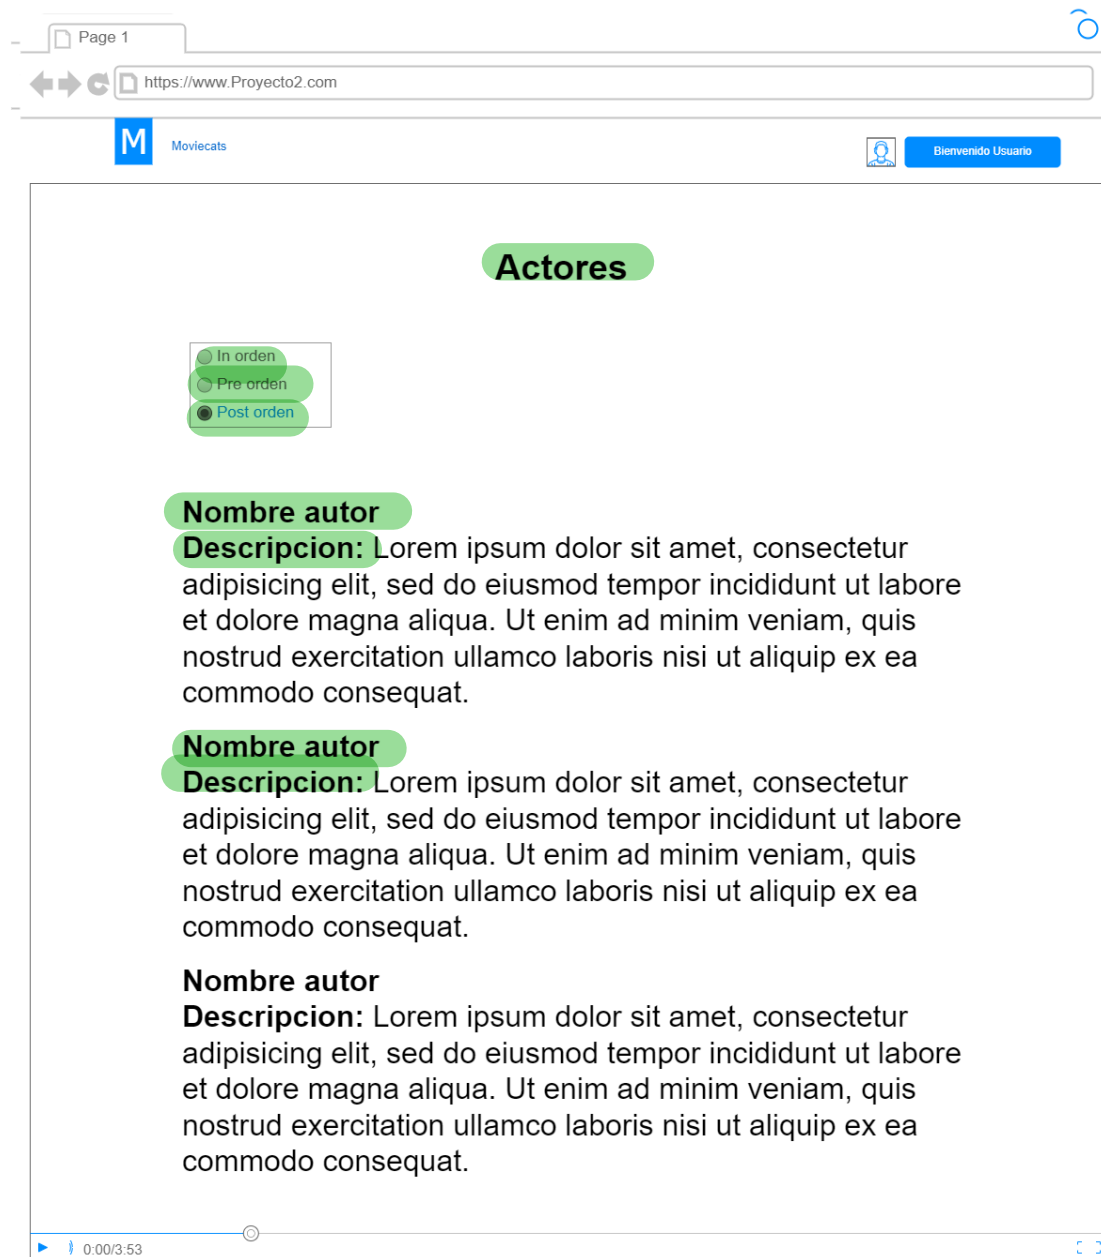 Page 1
https://www.Proyecto2.com
M
Moviecats
Bienvenido Usuario
Actores
In orden
Pre orden
Post orden
Nombre autor
Descripcion: Lorem ipsum dolor sit amet, consectetur
adipisicing elit, sed do eiusmod tempor incididunt ut labore
et dolore magna aliqua. Ut enim ad minim veniam, quis
nostrud exercitation ullamco laboris nisi ut aliquip ex ea
commodo consequat.
Nombre autor
Descripcion: Lorem ipsum dolor sit amet, consectetur
adipisicing elit, sed do eiusmod tempor incididunt ut labore
et dolore magna aliqua. Ut enim ad minim veniam, quis
nostrud exercitation ullamco laboris nisi ut aliquip ex ea
commodo consequat.
Nombre autor
Descripcion: Lorem ipsum dolor sit amet, consectetur
adipisicing elit, sed do eiusmod tempor incididunt ut labore
et dolore magna aliqua. Ut enim ad minim veniam, quis
nostrud exercitation ullamco laboris nisi ut aliquip ex ea
commodo consequat.
0:00/3:53